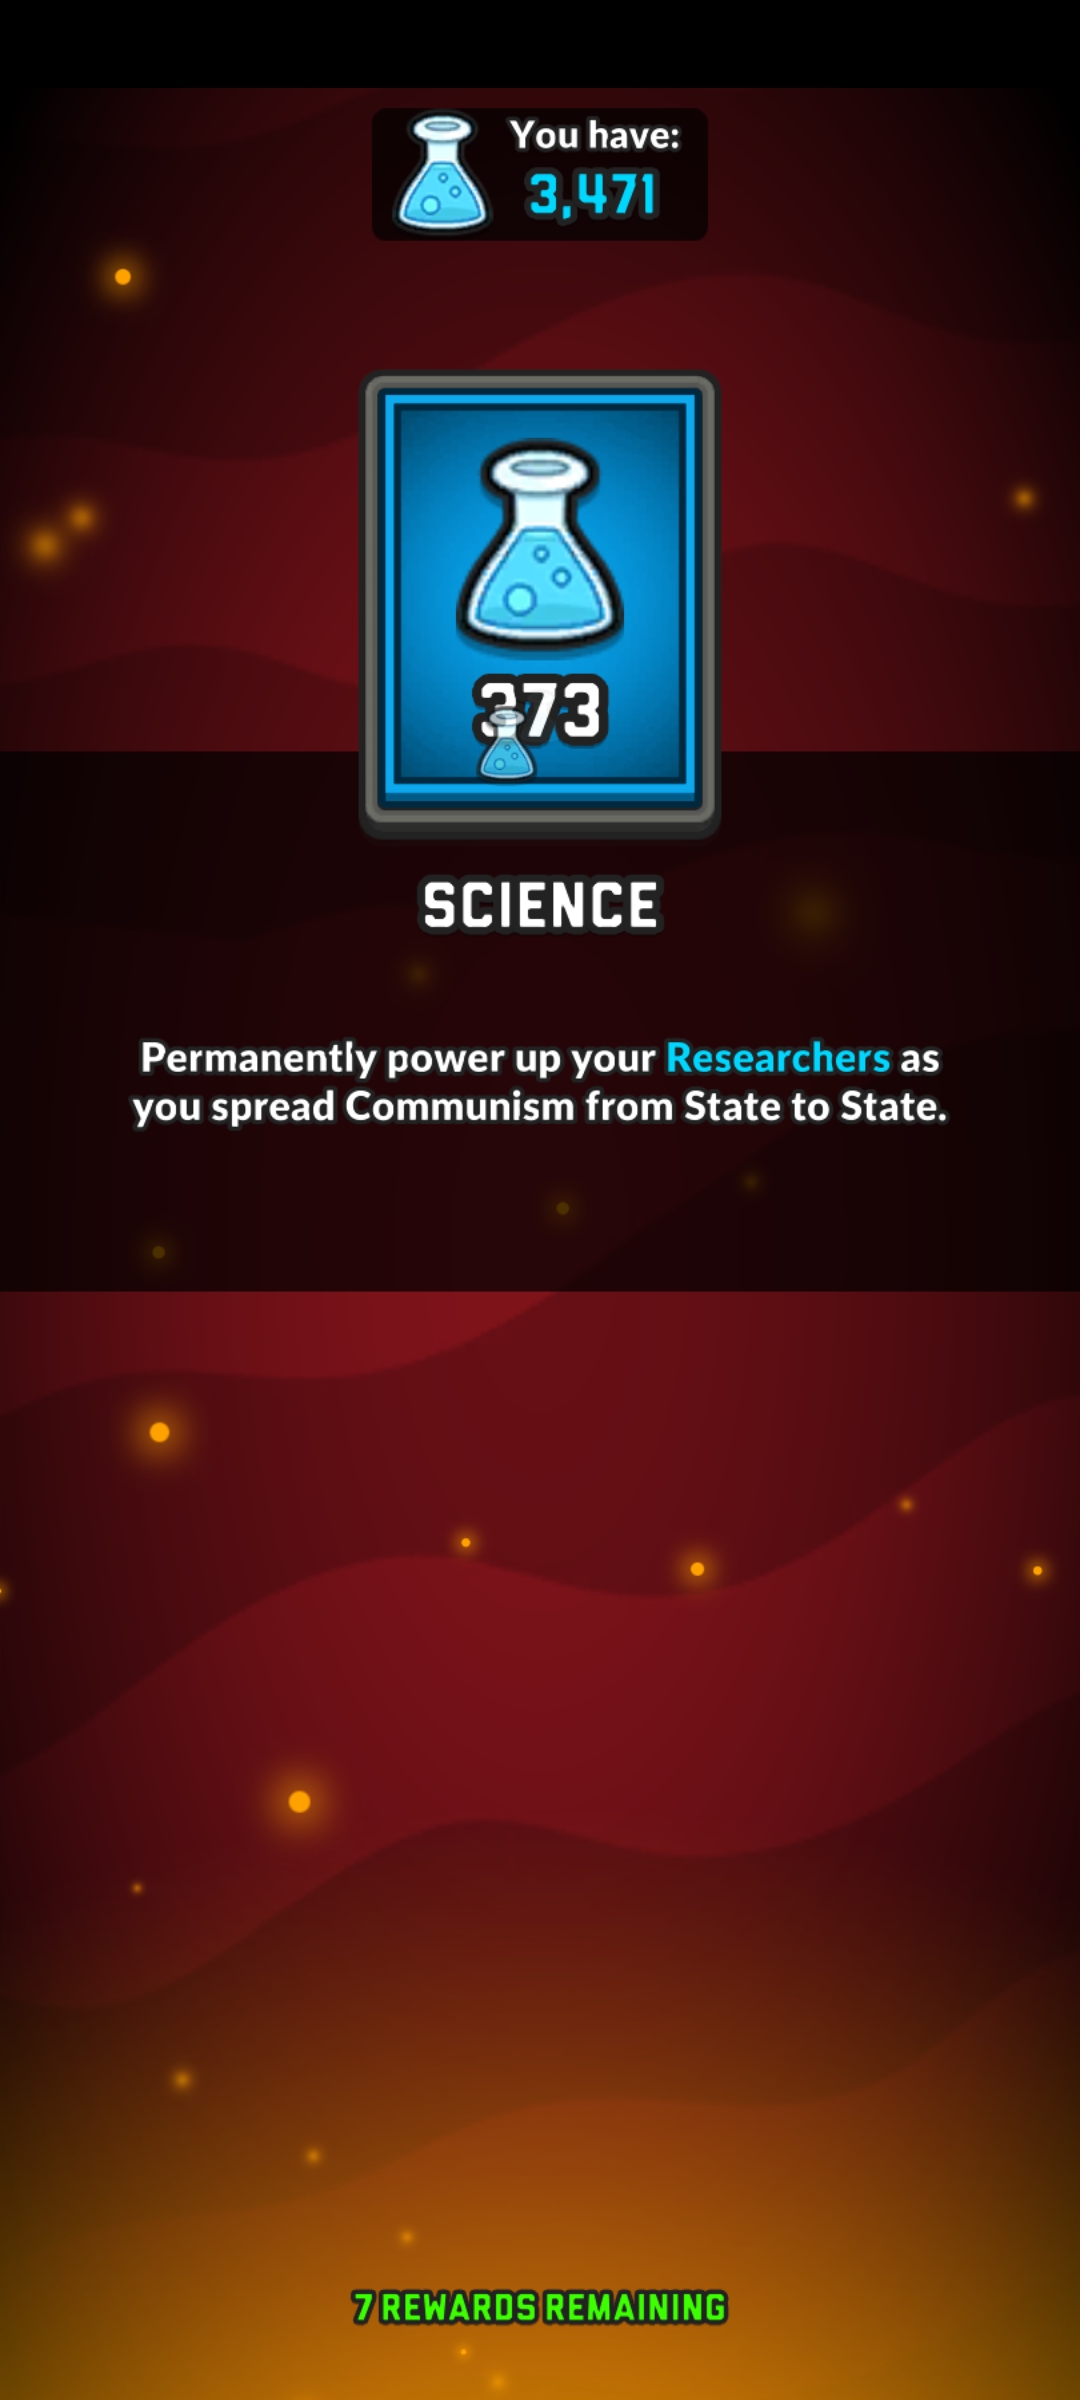 You have:
3,471
373
SCIENCE
Permanently power up your Researchers as
you spread Communism from State to State.
7 REWARDS REMAINING